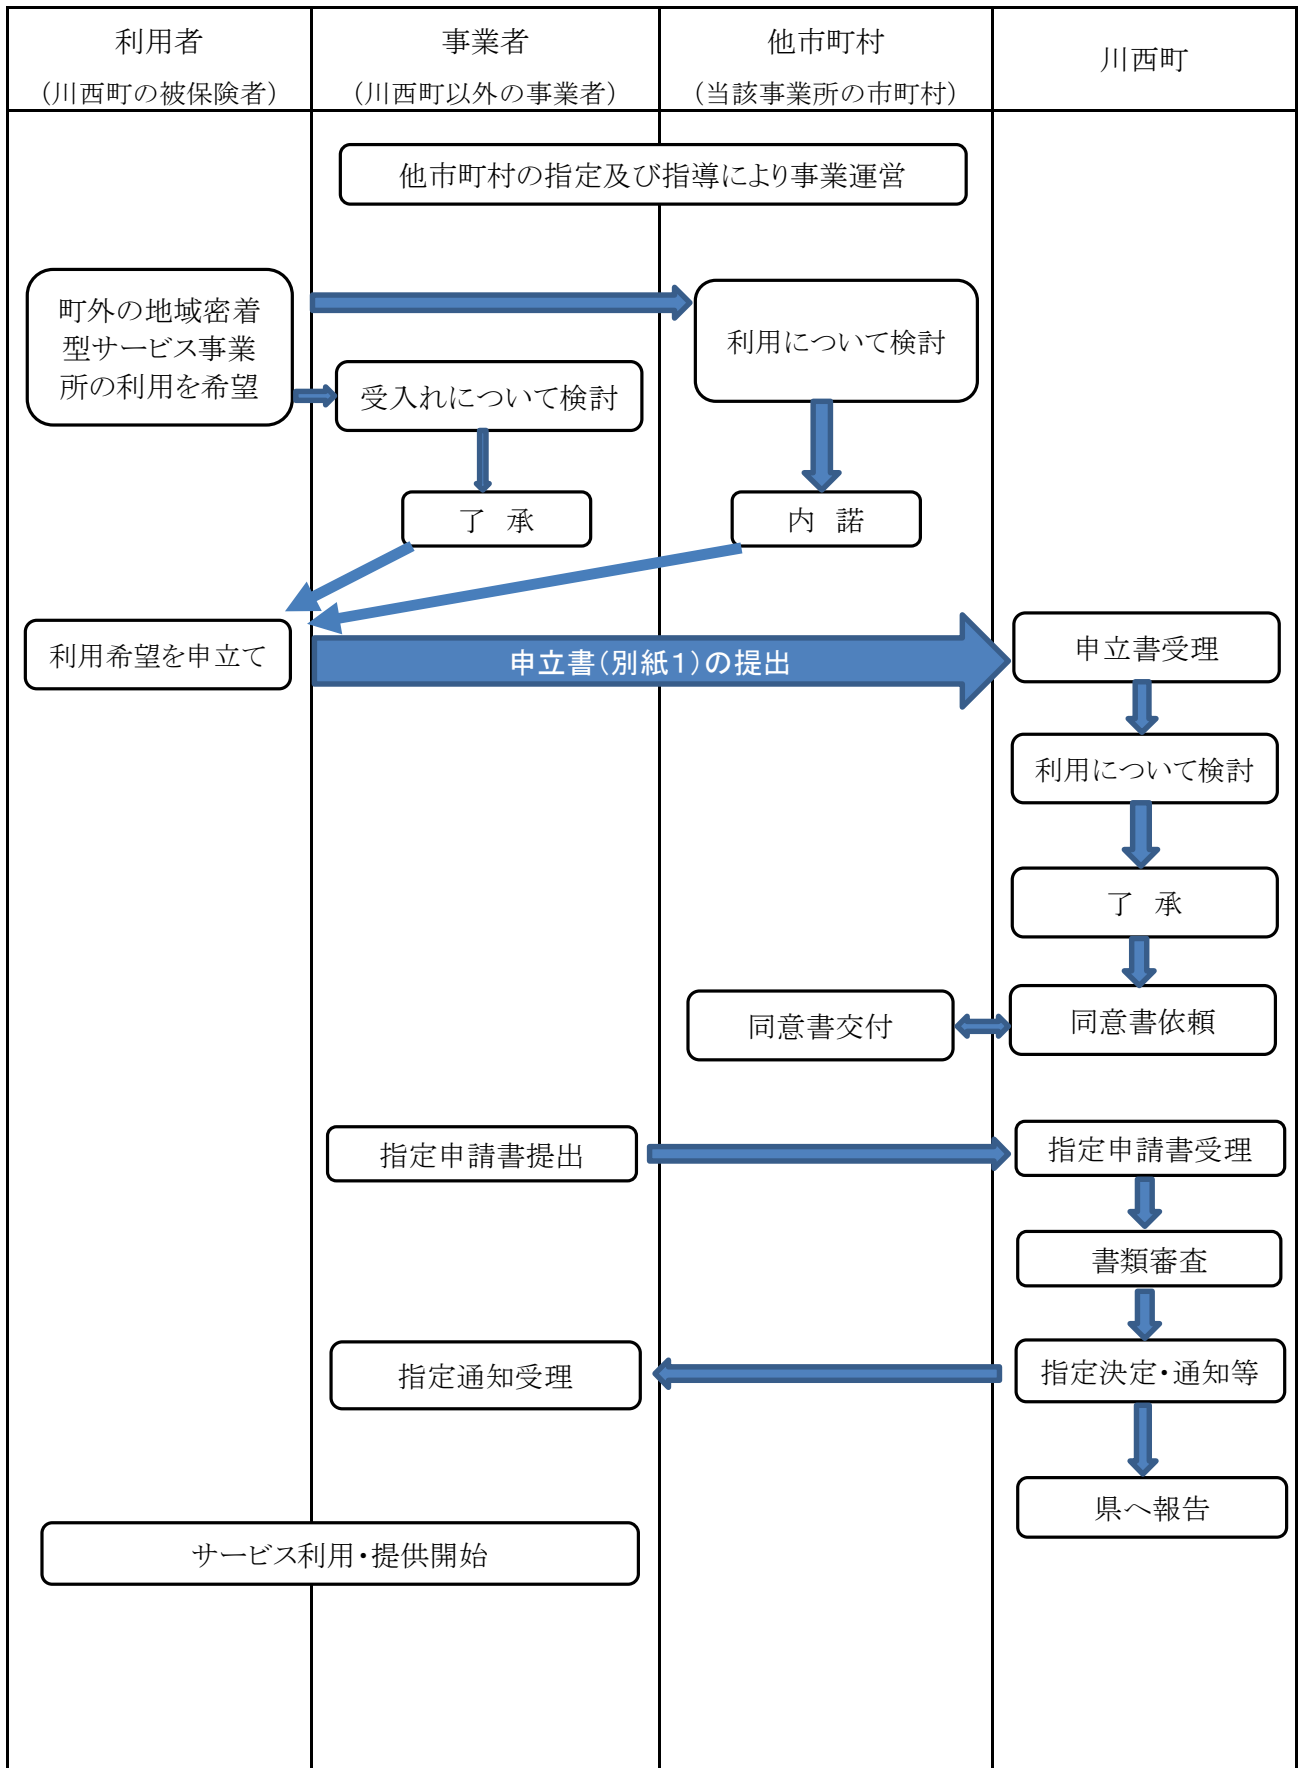 利用者
（川西町の被保険者）
事業者
（川西町以外の事業者）
他市町村
（当該事業所の市町村）
川西町
他市町村の指定及び指導により事業運営
町外の地域密着
型サービス事業
所の利用を希望
利用について検討
受入れについて検討
了　承
内　諾
利用希望を申立て
申立書（別紙１）の提出
申立書受理
利用について検討
了　承
同意書交付
同意書依頼
指定申請書提出
指定申請書受理
書類審査
指定通知受理
指定決定・通知等
県へ報告
サービス利用・提供開始